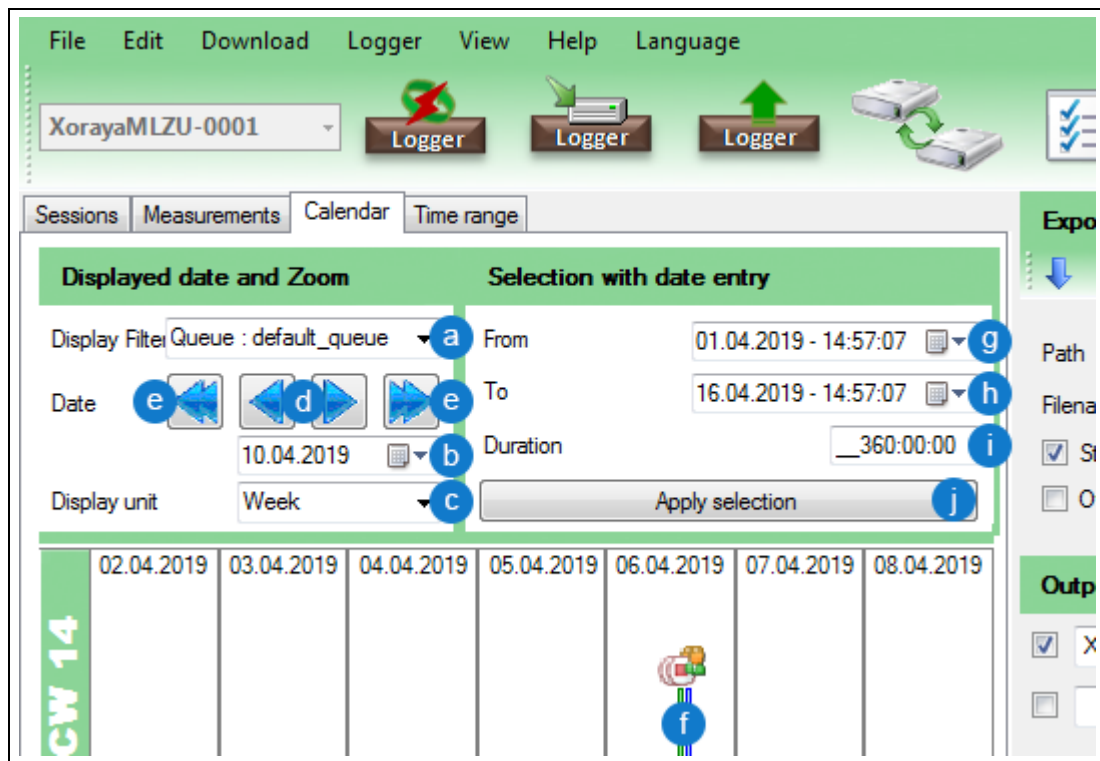 File Edit Download Logger View Help Language
XorayaMLZU-0001 Logger Logger Logger
Sessions Measurements Calendar Time range
Displayed date and Zoom
Display Filter Queue : default_queue a
Date e d e
10.04.2019 b
Display unit Week c
Selection with date entry
From 01.04.2019 - 14:57:07 g
To 16.04.2019 - 14:57:07 h
Duration __360:00:00 i
Apply selection j
02.04.2019 03.04.2019 04.04.2019 05.04.2019 06.04.2019 07.04.2019 08.04.2019
CW 14
f
Expo
Path
Filena
St
O
Outp
X